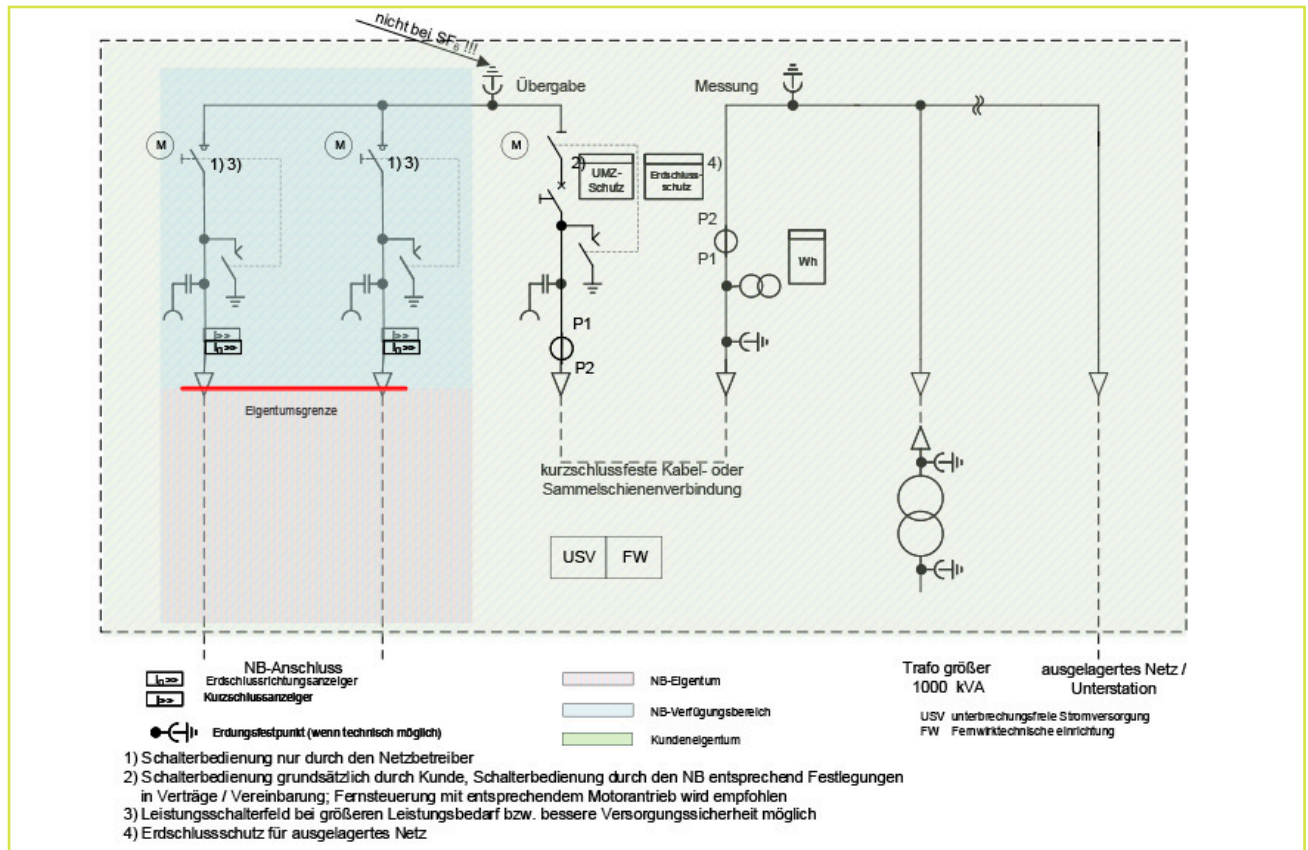 nicht bei SF6 !!!
Übergabe
Messung
M
1) 3)
M
1) 3)
M
2)
UMZ-
Schutz
Erdschluss-
schutz
4)
P2
P1
Wh
I>>
I>>
P1
P2
Eigentumsgrenze
kurzschlussfeste Kabel- oder
Sammelschienenverbindung
USV
FW
NB-Anschluss
Erdschlussrichtungsanzeiger
Kurzschlussanzeiger
I>>
Erdungsfestpunkt (wenn technisch möglich)
NB-Eigentum
NB-Verfügungsbereich
Kundeneigentum
Trafo größer
1000 kVA
ausgelagertes Netz /
Unterstation
USV unterbrechungsfreie Stromversorgung
FW Fernwirktechnische einrichtung
1) Schalterbedienung nur durch den Netzbetreiber
2) Schalterbedienung grundsätzlich durch Kunde, Schalterbedienung durch den NB entsprechend Festlegungen
in Verträge / Vereinbarung; Fernsteuerung mit entsprechendem Motorantrieb wird empfohlen
3) Leistungsschalterfeld bei größeren Leistungsbedarf bzw. bessere Versorgungssicherheit möglich
4) Erdschlussschutz für ausgelagertes Netz